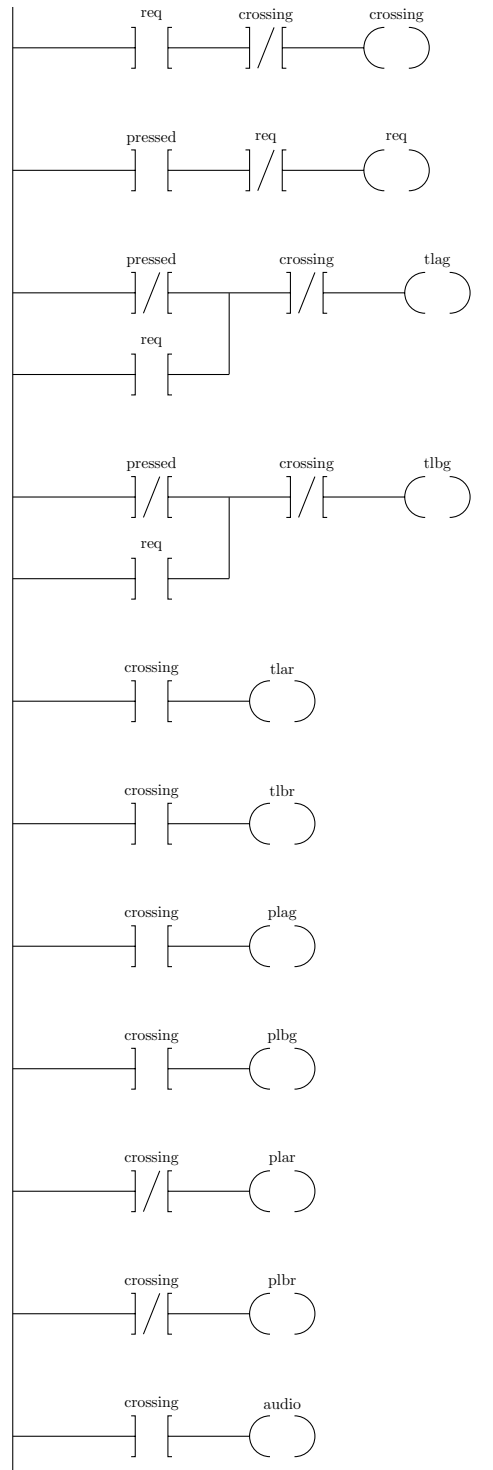 req crossing crossing
pressed req req
pressed crossing tlag
req
pressed crossing tlbg
req
crossing tlar
crossing tlbr
crossing plag
crossing plbg
crossing plar
crossing plbr
crossing audio